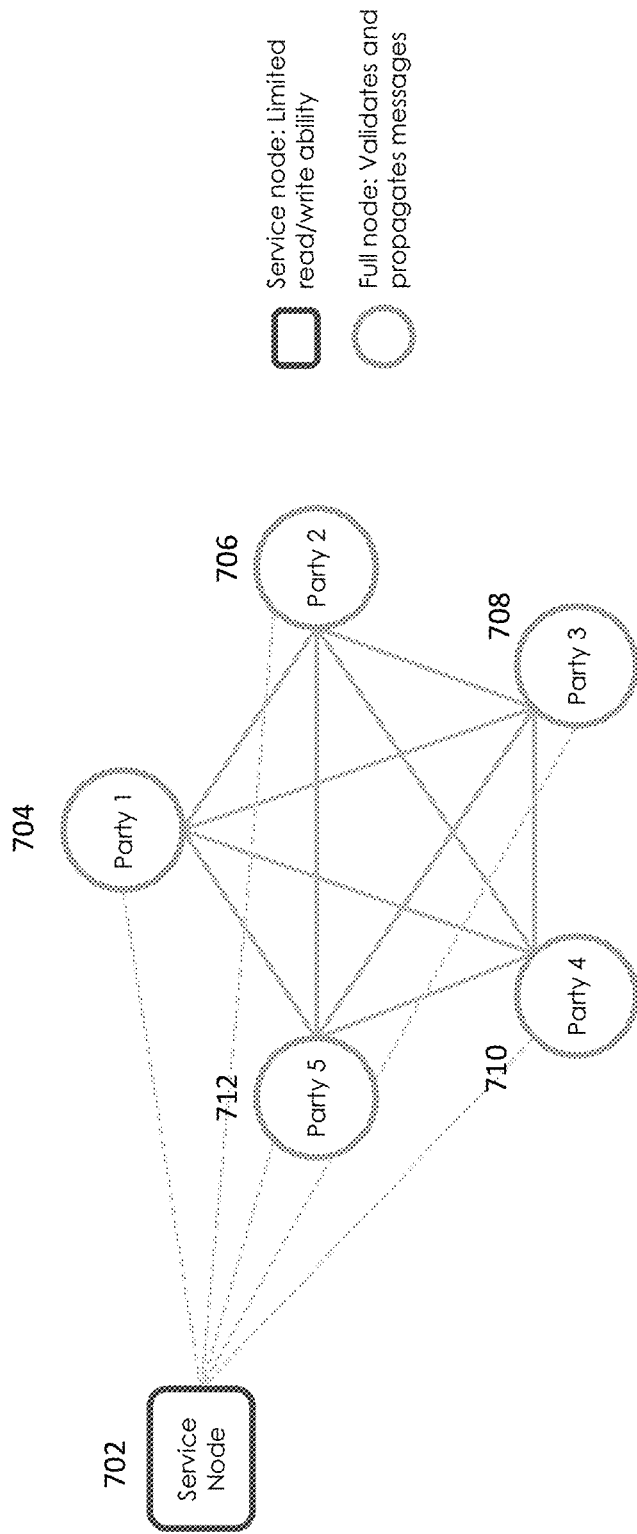 702
Service
Node
704
Party 1
706
Party 2
708
Party 3
710
Party 4
712
Party 5
Service node: Limited
read/write ability
Full node: Validates and
propagates messages